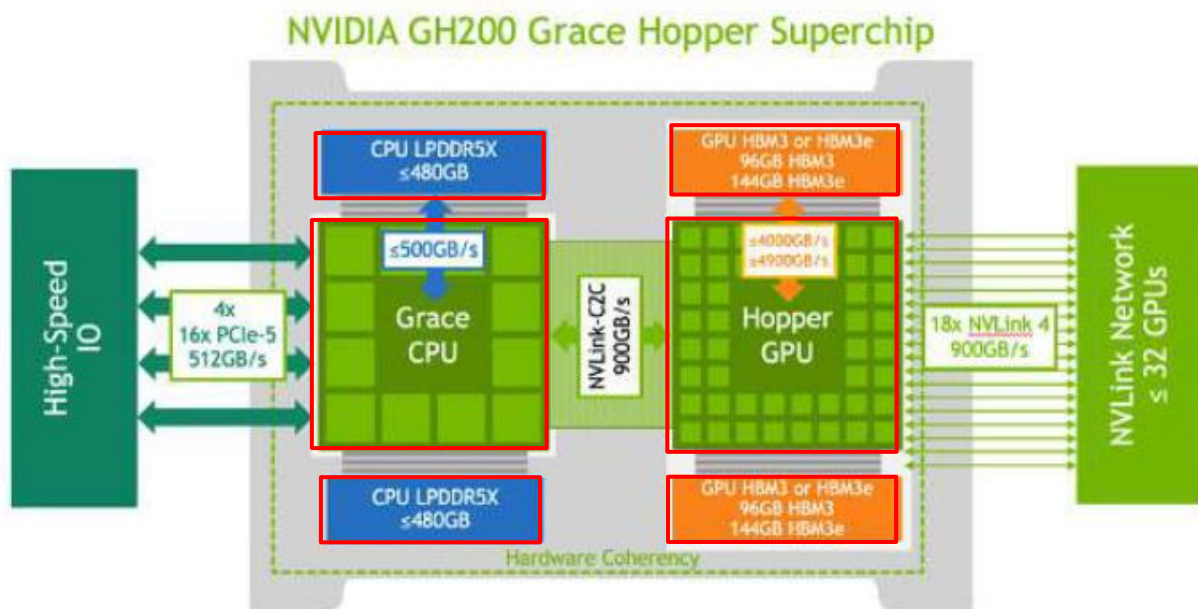 NVIDIA GH200 Grace Hopper Superchip
CPU LPDDR5X
≤480GB
GPU HBM3 or HBM3e
96GB HBM3
144GB HBM3e
High-Speed
IO
4x
16x PCIe-5
512GB/s
≤500GB/s
Grace
CPU
NVLink-C2C
900GB/s
≤4000GB/s
≤4900GB/s
Hopper
GPU
18x NVLink 4
900GB/s
NVLink Network
≤ 32 GPUs
CPU LPDDR5X
≤480GB
GPU HBM3 or HBM3e
96GB HBM3
144GB HBM3e
Hardware Coherency